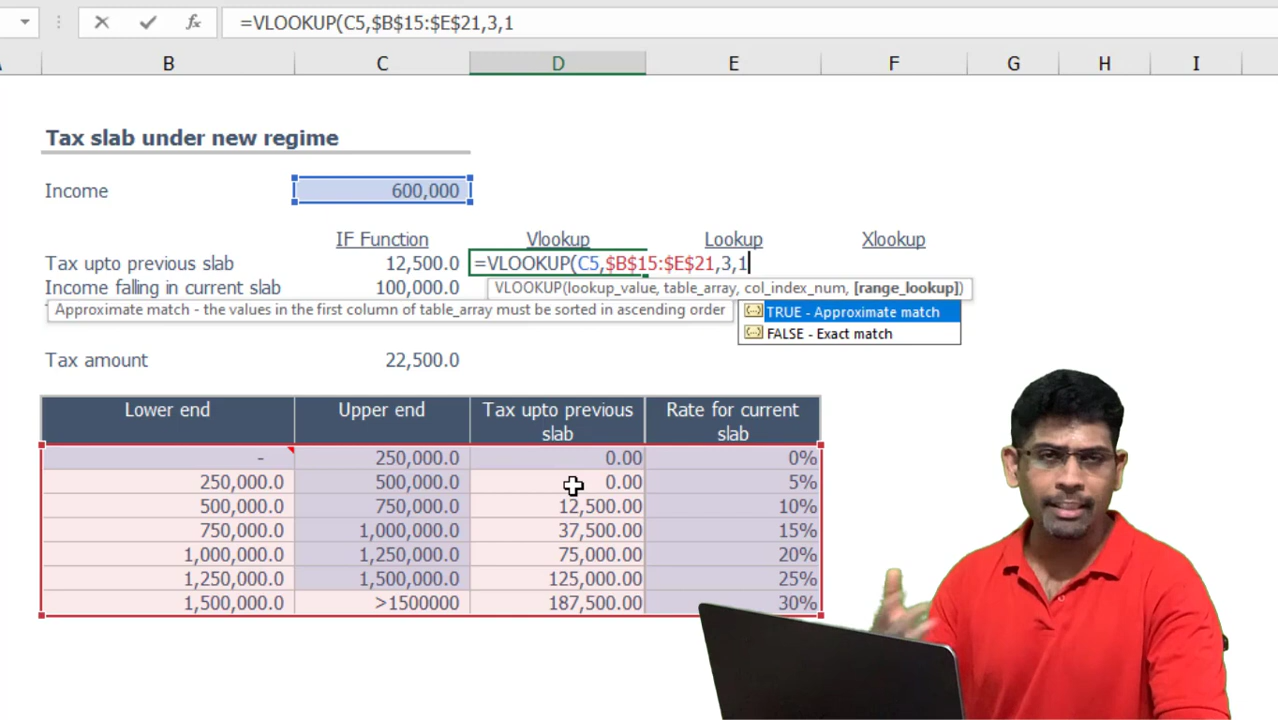 =VLOOKUP(C5,$B$15:$E$21,3,1
B C D E F G H I
Tax slab under new regime
Income 600,000
IF Function Vlookup Lookup Xlookup
Tax upto previous slab 12,500.0 =VLOOKUP(C5,$B$15:$E$21,3,1
Income falling in current slab 100,000.0 VLOOKUP(lookup_value, table_array, col_index_num, [range_lookup])
Approximate match - the values in the first column of table_array must be sorted in ascending order
TRUE - Approximate match
FALSE - Exact match
Tax amount 22,500.0
Lower end Upper end Tax upto previous slab Rate for current slab
- 250,000.0 0.00 0%
250,000.0 500,000.0 0.00 5%
500,000.0 750,000.0 12,500.00 10%
750,000.0 1,000,000.0 37,500.00 15%
1,000,000.0 1,250,000.0 75,000.00 20%
1,250,000.0 1,500,000.0 125,000.00 25%
1,500,000.0 >1500000 187,500.00 30%